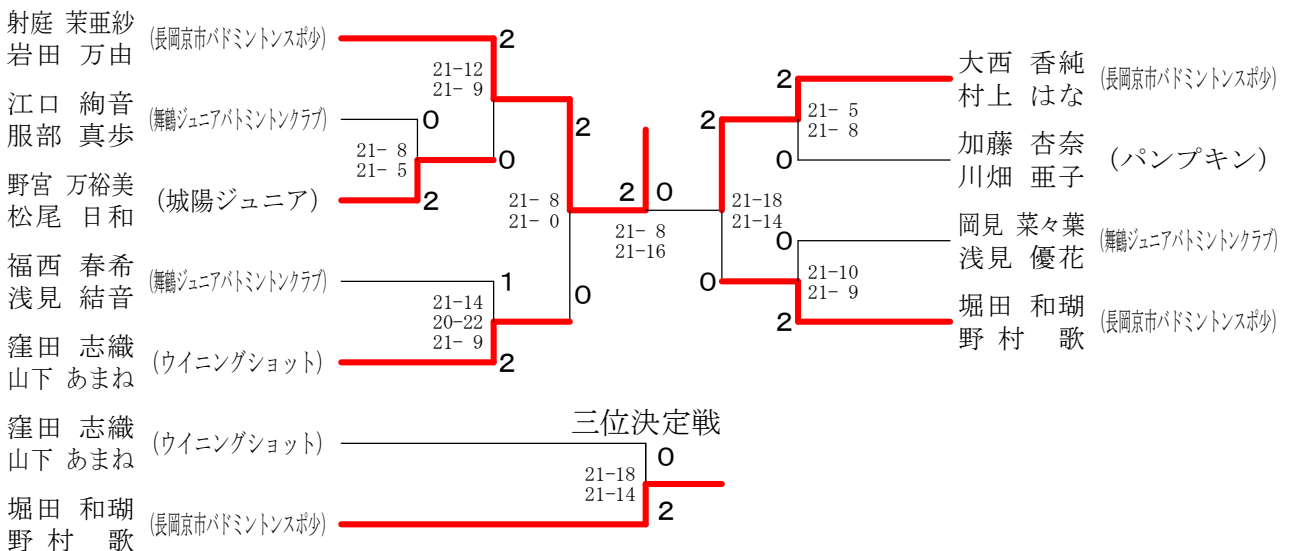 射庭 茉亜紗
岩田 万由
(長岡京市バドミントンスポ少)
2
21-12
21- 9
江口 絢音
服部 真歩
(舞鶴ジュニアバトミントンクラブ)
0
21- 8
21- 5
0
野宮 万裕美
松尾 日和
(城陽ジュニア)
2
2
21- 8
21- 0
0
福西 春希
浅見 結音
(舞鶴ジュニアバトミントンクラブ)
1
21-14
20-22
21- 9
窪田 志織
山下 あまね
(ウイニングショット)
2
2
0
21- 8
21-16
大西 香純
村上 はな
(長岡京市バドミントンスポ少)
2
21- 5
21- 8
2
加藤 杏奈
川畑 亜子
(パンプキン)
0
21-18
21-14
岡見 菜々葉
浅見 優花
(舞鶴ジュニアバトミントンクラブ)
0
21-10
21- 9
0
堀田 和瑚
野村 歌
(長岡京市バドミントンスポ少)
2
三位決定戦
窪田 志織
山下 あまね
(ウイニングショット)
0
21-18
21-14
堀田 和瑚
野村 歌
(長岡京市バドミントンスポ少)
2